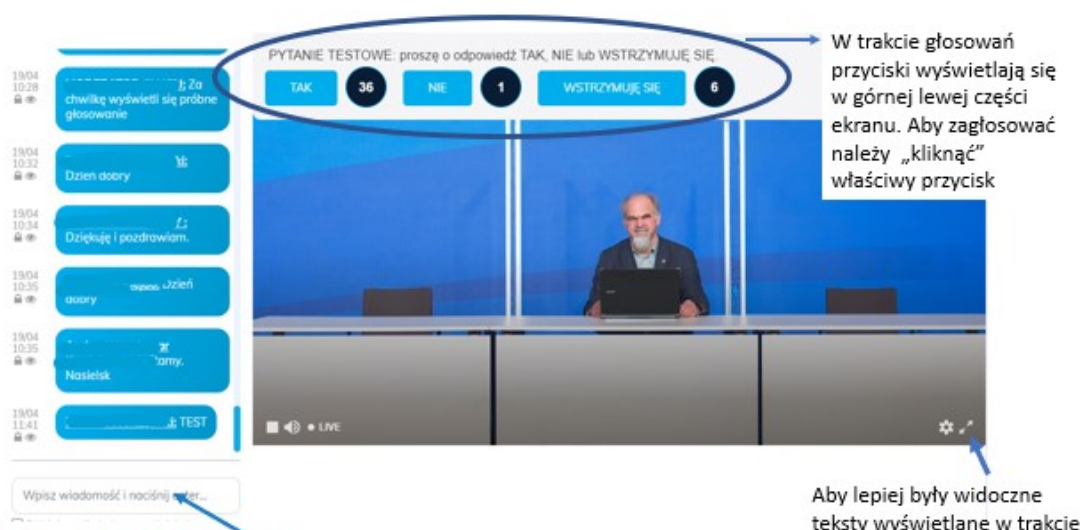 19/04
10:28
Za
chwilkę wyświetli się próbne
głosowanie
19/04
10:32
Dzien dobry
19/04
10:34
Dziękuję i pozdrawiam.
19/04
10:35
Dzień
dobry
19/04
10:35
Nasielsk
19/04
11:41
TEST
Wpisz wiadomość i naciśnij enter...
PYTANIE TESTOWE: proszę o odpowiedź TAK, NIE lub WSTRZYMUJĘ SIĘ.
TAK 36 NIE 1 WSTRZYMUJĘ SIĘ 6
LIVE
W trakcie głosowań
przyciski wyświetlają się
w górnej lewej części
ekranu. Aby zagłosować
należy „kliknąć”
właściwy przycisk
Aby lepiej były widoczne
teksty wyświetlane w trakcie